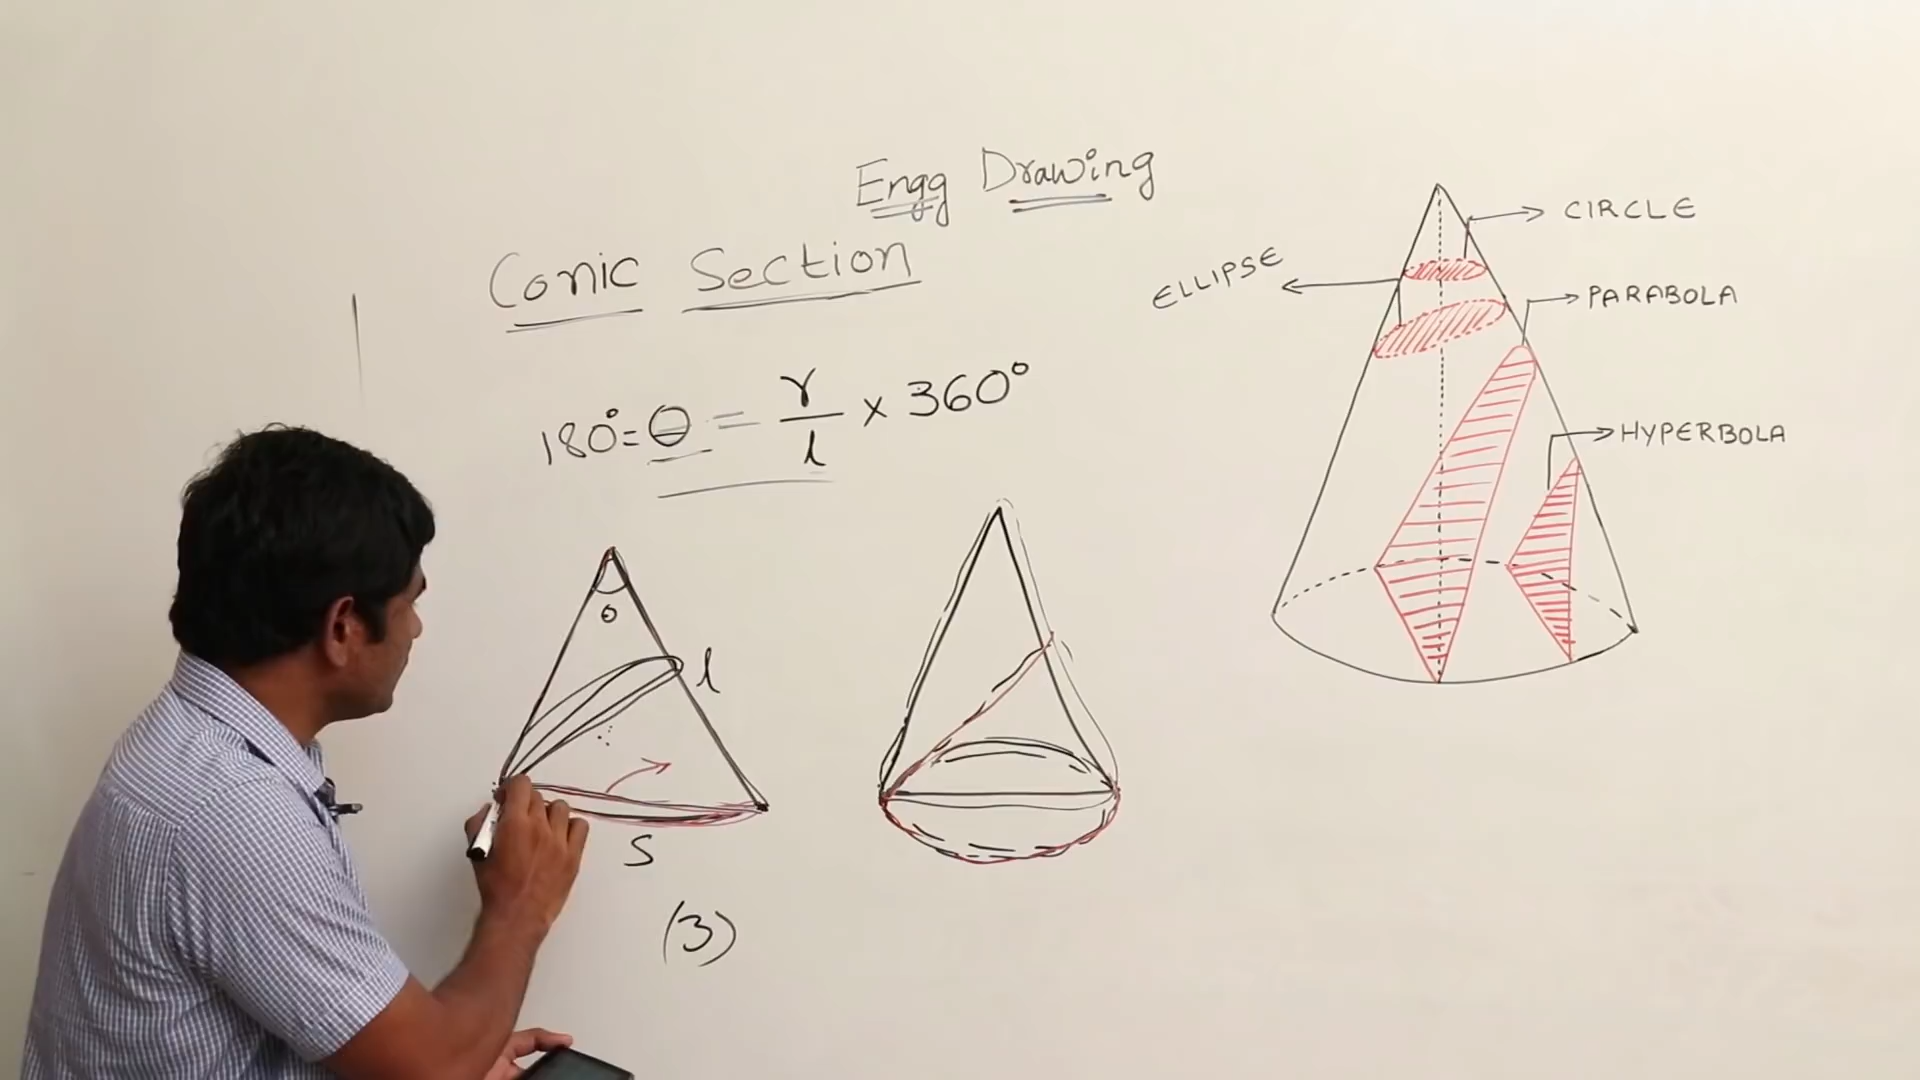 Engg Drawing
Conic Section
180° = θ = r/l × 360°
θ
l
S
(3)
CIRCLE
ELLIPSE
PARABOLA
HYPERBOLA